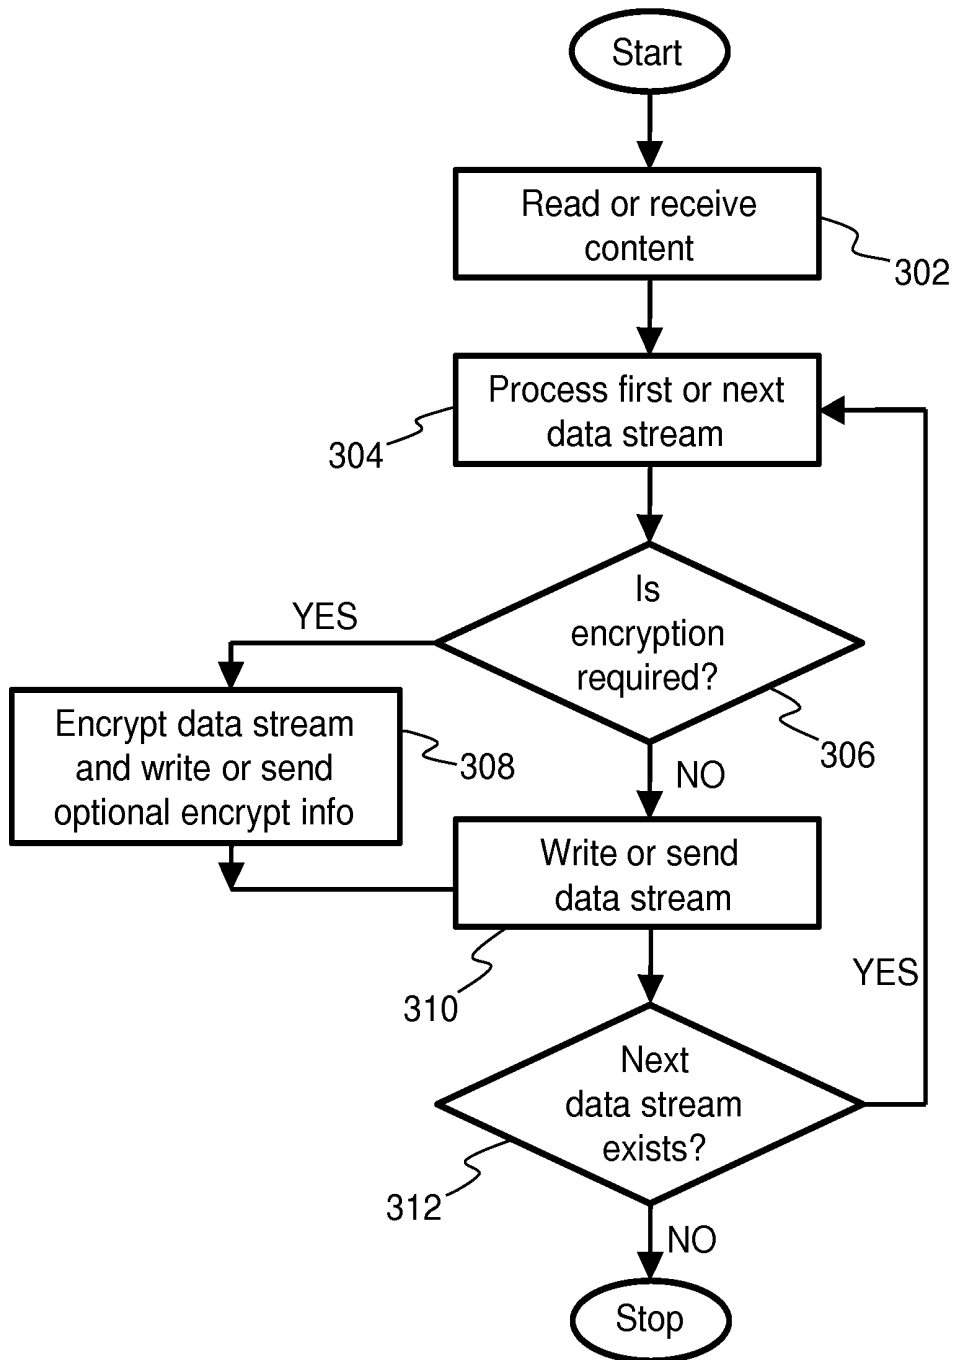 Start
Read or receive
content
302
Process first or next
data stream
304
Is
encryption
required?
306
YES
Encrypt data stream
and write or send
optional encrypt info
308
NO
Write or send
data stream
310
YES
Next
data stream
exists?
312
NO
Stop